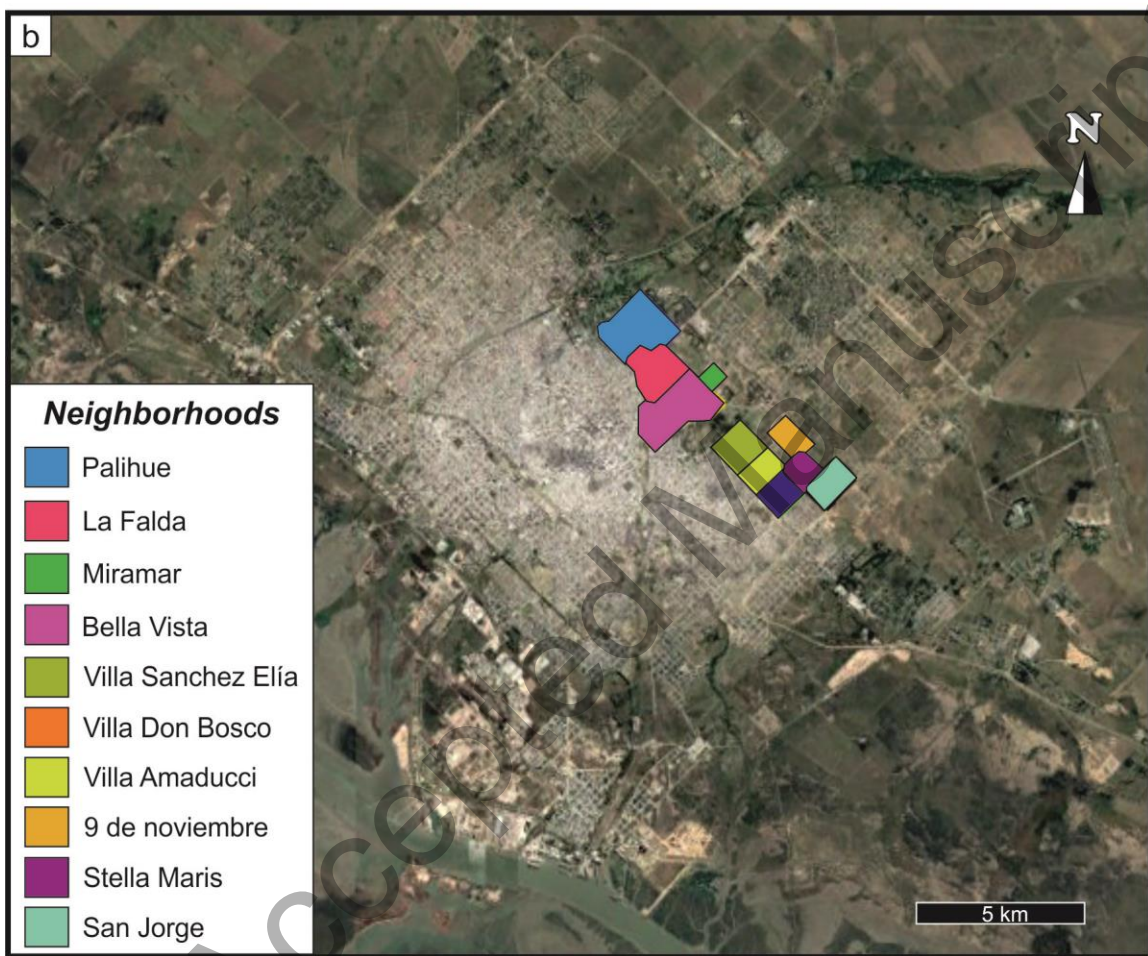 b
N
Neighborhoods
Palihue
La Falda
Miramar
Bella Vista
Villa Sanchez Elía
Villa Don Bosco
Villa Amaducci
9 de noviembre
Stella Maris
San Jorge
5 km
Accepted Manuscrip